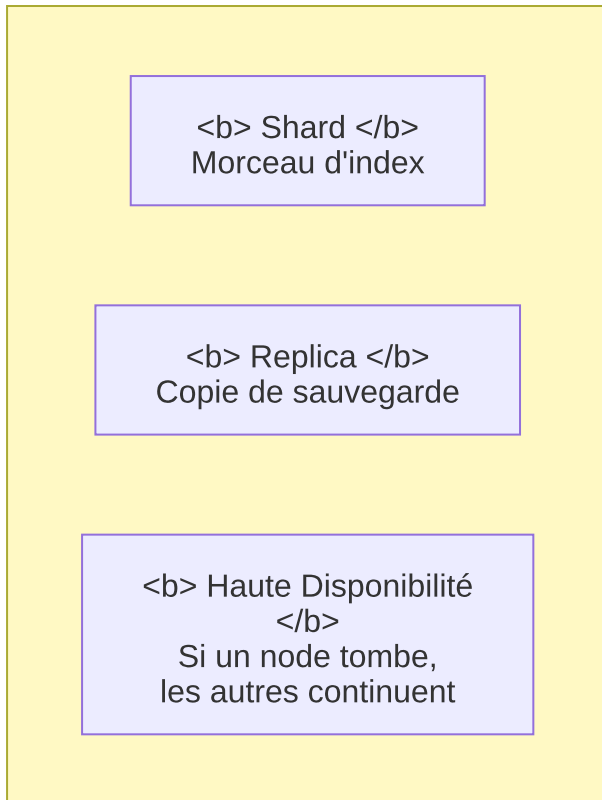 <b> Shard </b>
Morceau d'index
<b> Replica </b>
Copie de sauvegarde
<b> Haute Disponibilité
</b>
Si un node tombe,
les autres continuent